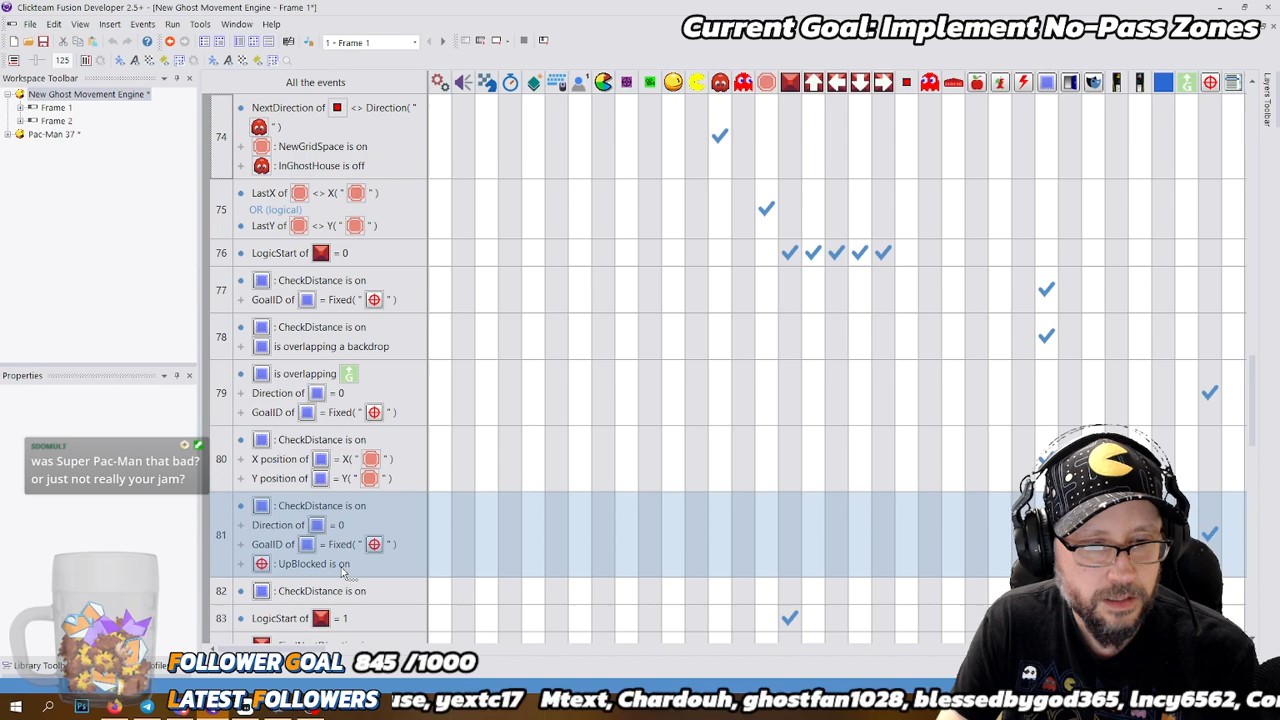 Clickteam Fusion Developer 2.5+ - [New Ghost Movement Engine - Frame 1*]
Current Goal: Implement No-Pass Zones
File Edit View Insert Events Run Tools Window Help
1 - Frame 1
123
Workspace Toolbar
New Ghost Movement Engine *
Frame 1
Frame 2
Pac-Man 37 *
Properties
All the events
Layers Toolbar
74
NextDirection of <> Direction("
")
: NewGridSpace is on
: InGhostHouse is off
75
LastX of <> X(" ")
OR (logical)
LastY of <> Y(" ")
76
LogicStart of = 0
77
: CheckDistance is on
GoalID of = Fixed(" ")
78
: CheckDistance is on
is overlapping a backdrop
79
is overlapping
Direction of = 0
GoalID of = Fixed(" ")
80
: CheckDistance is on
X position of = X(" ")
Y position of = Y(" ")
81
: CheckDistance is on
Direction of = 0
GoalID of = Fixed(" ")
: UpBlocked is on
82
: CheckDistance is on
83
LogicStart of = 1
SDOMULT
was Super Pac-Man that bad?
or just not really your jam?
Library Toolb
Follower Goal 845 /1000
Latest Followers use, yextc17 Mtext, Chardouh, ghostfan1028, blessedbygod365, lncy6562, Co